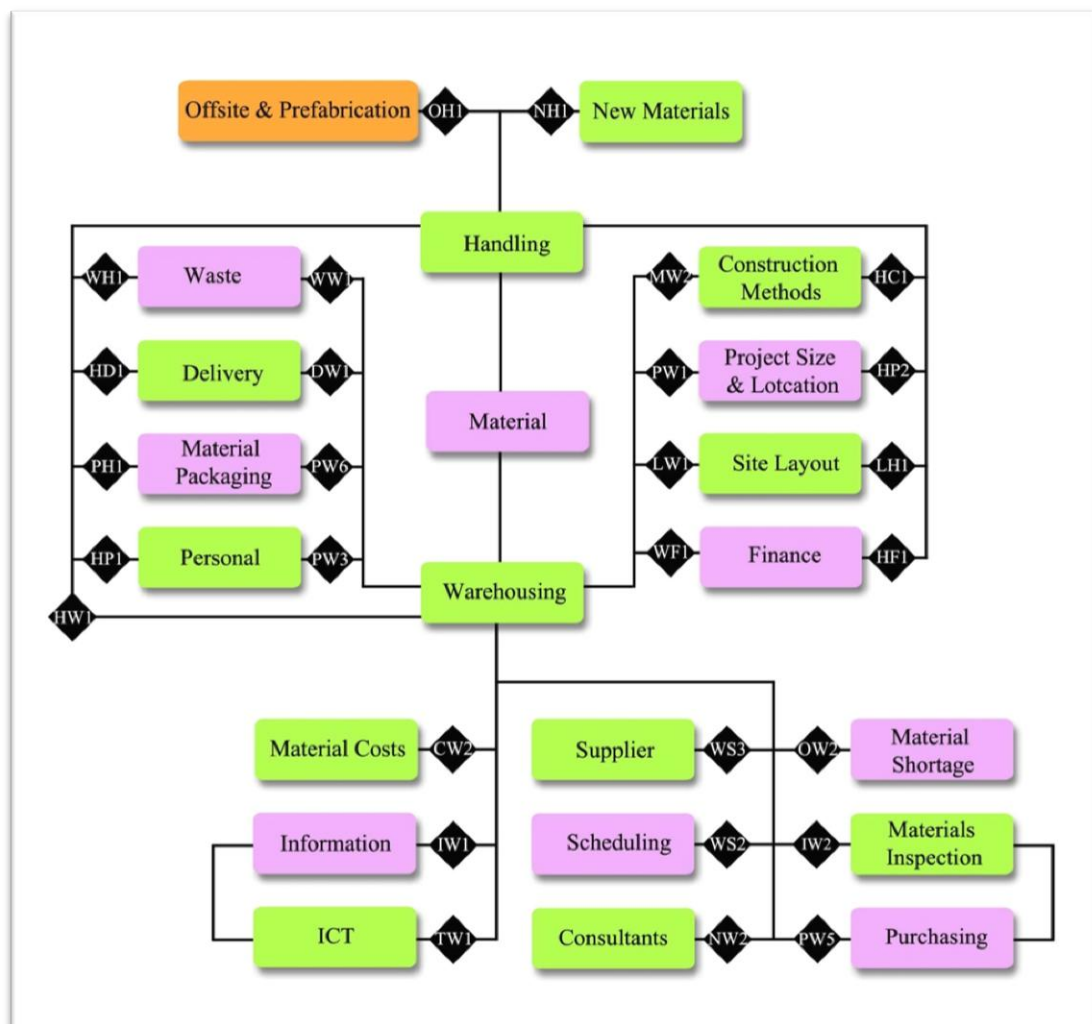 Offsite & Prefabrication OH1 NH1 New Materials
Handling
WH1 Waste WW1
MW2 Construction Methods HC1
HD1 Delivery DW1
PW1 Project Size & Lotcation HP2
Material
PH1 Material Packaging PW6
LW1 Site Layout LH1
HP1 Personal PW3
WF1 Finance HF1
Warehousing
HW1
Material Costs CW2 Supplier WS3 OW2 Material Shortage
Information IW1 Scheduling WS2 IW2 Materials Inspection
ICT TW1 Consultants NW2 PW5 Purchasing